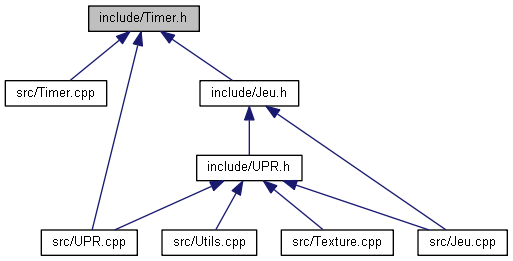 include/Timer.h
src/Timer.cpp
include/Jeu.h
include/UPR.h
src/UPR.cpp
src/Utils.cpp
src/Texture.cpp
src/Jeu.cpp